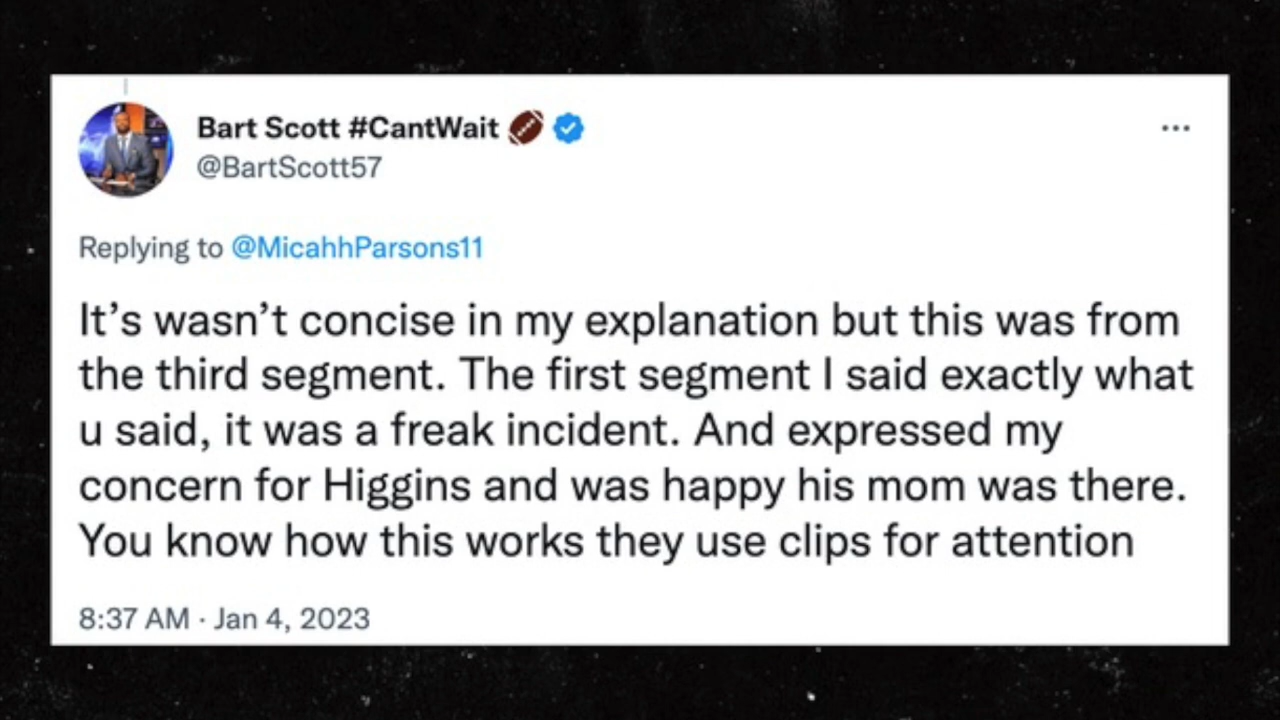 Bart Scott #CantWait 🏈
@BartScott57
Replying to @MicahhParsons11
It’s wasn’t concise in my explanation but this was from
the third segment. The first segment I said exactly what
u said, it was a freak incident. And expressed my
concern for Higgins and was happy his mom was there.
You know how this works they use clips for attention
8:37 AM · Jan 4, 2023